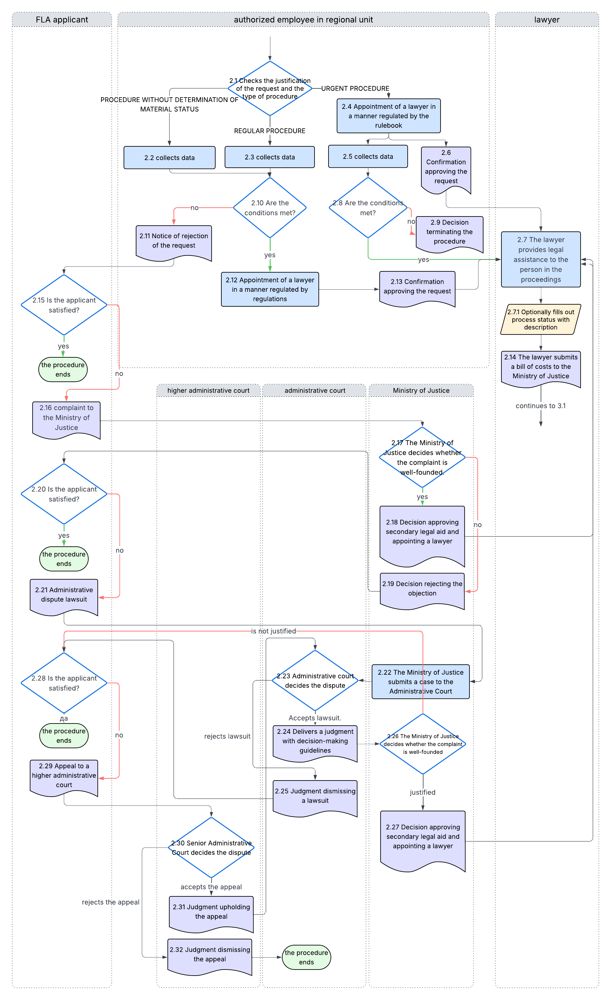 FLA applicant
authorized employee in regional unit
lawyer
2.1 Checks the justification
of the request and the
type of procedure
URGENT PROCEDURE
PROCEDURE WITHOUT DETERMINATION OF
MATERIAL STATUS
REGULAR PROCEDURE
2.4 Appointment of a lawyer in
a manner regulated by the
rulebook
2.2 collects data
2.3 collects data
2.5 collects data
2.6
Confirmation
approving the
request
2.10 Are the
conditions met?
no
yes
2.8 Are the conditions
met?
no
yes
2.9 Decision
terminating the
procedure
2.11 Notice of rejection
of the request
2.7 The lawyer
provides legal
assistance to the
person in the
proceedings
2.12 Appointment of a lawyer
in a manner regulated by
regulations
2.13 Confirmation
approving the request
2.15 Is the applicant
satisfied?
yes
the procedure
ends
no
2.7.1 Optionally fills out
process status with
description
2.14 The lawyer submits
a bill of costs to the
Ministry of Justice
continues to 3.1
higher administrative court
administrative court
Ministry of Justice
2.16 complaint to
the Ministry of
Justice
2.17 The Ministry of
Justice decides whether
the complaint is
well-founded.
yes
no
2.20 Is the applicant
satisfied?
yes
the procedure
ends
no
2.18 Decision approving
secondary legal aid and
appointing a lawyer
2.19 Decision rejecting the
objection
2.21 Administrative
dispute lawsuit
is not justified
2.28 Is the applicant
satisfied?
да
the procedure
ends
no
2.23 Administrative court
decides the dispute
2.22 The Ministry of Justice
submits a case to the
Administrative Court
Accepts lawsuit.
rejects lawsuit
2.24 Delivers a judgment
with decision-making
guidelines
2.26 The Ministry of Justice
decides whether the complaint
is well-founded
2.29 Appeal to a
higher administrative
court
2.25 Judgment dismissing
a lawsuit
justified
2.27 Decision approving
secondary legal aid and
appointing a lawyer
2.30 Senior Administrative
Court decides the dispute
accepts the appeal
rejects the appeal
2.31 Judgment upholding
the appeal
2.32 Judgment dismissing
the appeal
the procedure
ends